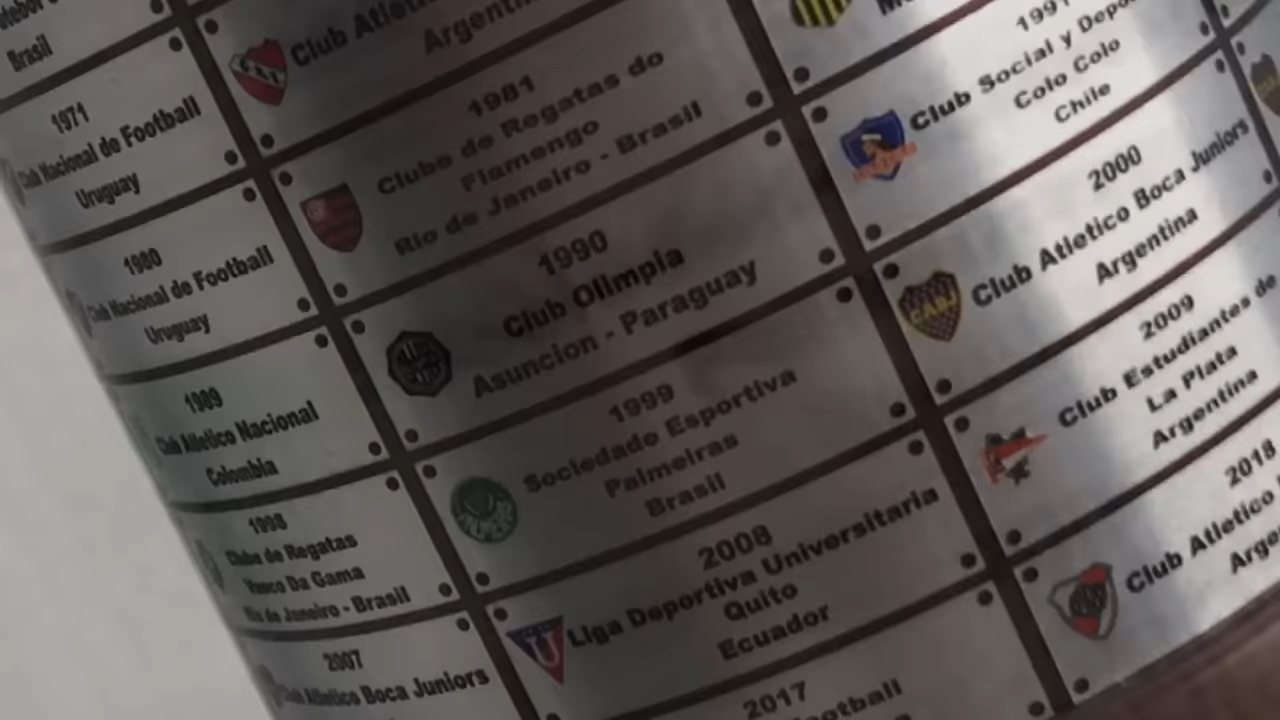 Brasil
1971
Club Nacional de Football
Uruguay
1980
Club Nacional de Football
Uruguay
1989
Club Atletico Nacional
Colombia
1998
Clube de Regatas
Vasco Da Gama
Rio de Janeiro - Brasil
2007
Club Atletico Boca Juniors
CAI
Club
Argentina
1981
Clube de Regatas do
Flamengo
Rio de Janeiro - Brasil
1990
Club Olimpia
Asuncion - Paraguay
1999
Sociedade Esportiva
Palmeiras
Brasil
2008
Liga Deportiva Universitaria
Quito
Ecuador
U
2017
1991
Club Social y
Colo Colo
Chile
2000
Club Atletico Boca Juniors
Argentina
CABJ
2009
Club Estudiantes de
La Plata
Argentina
2018
Club Atletico